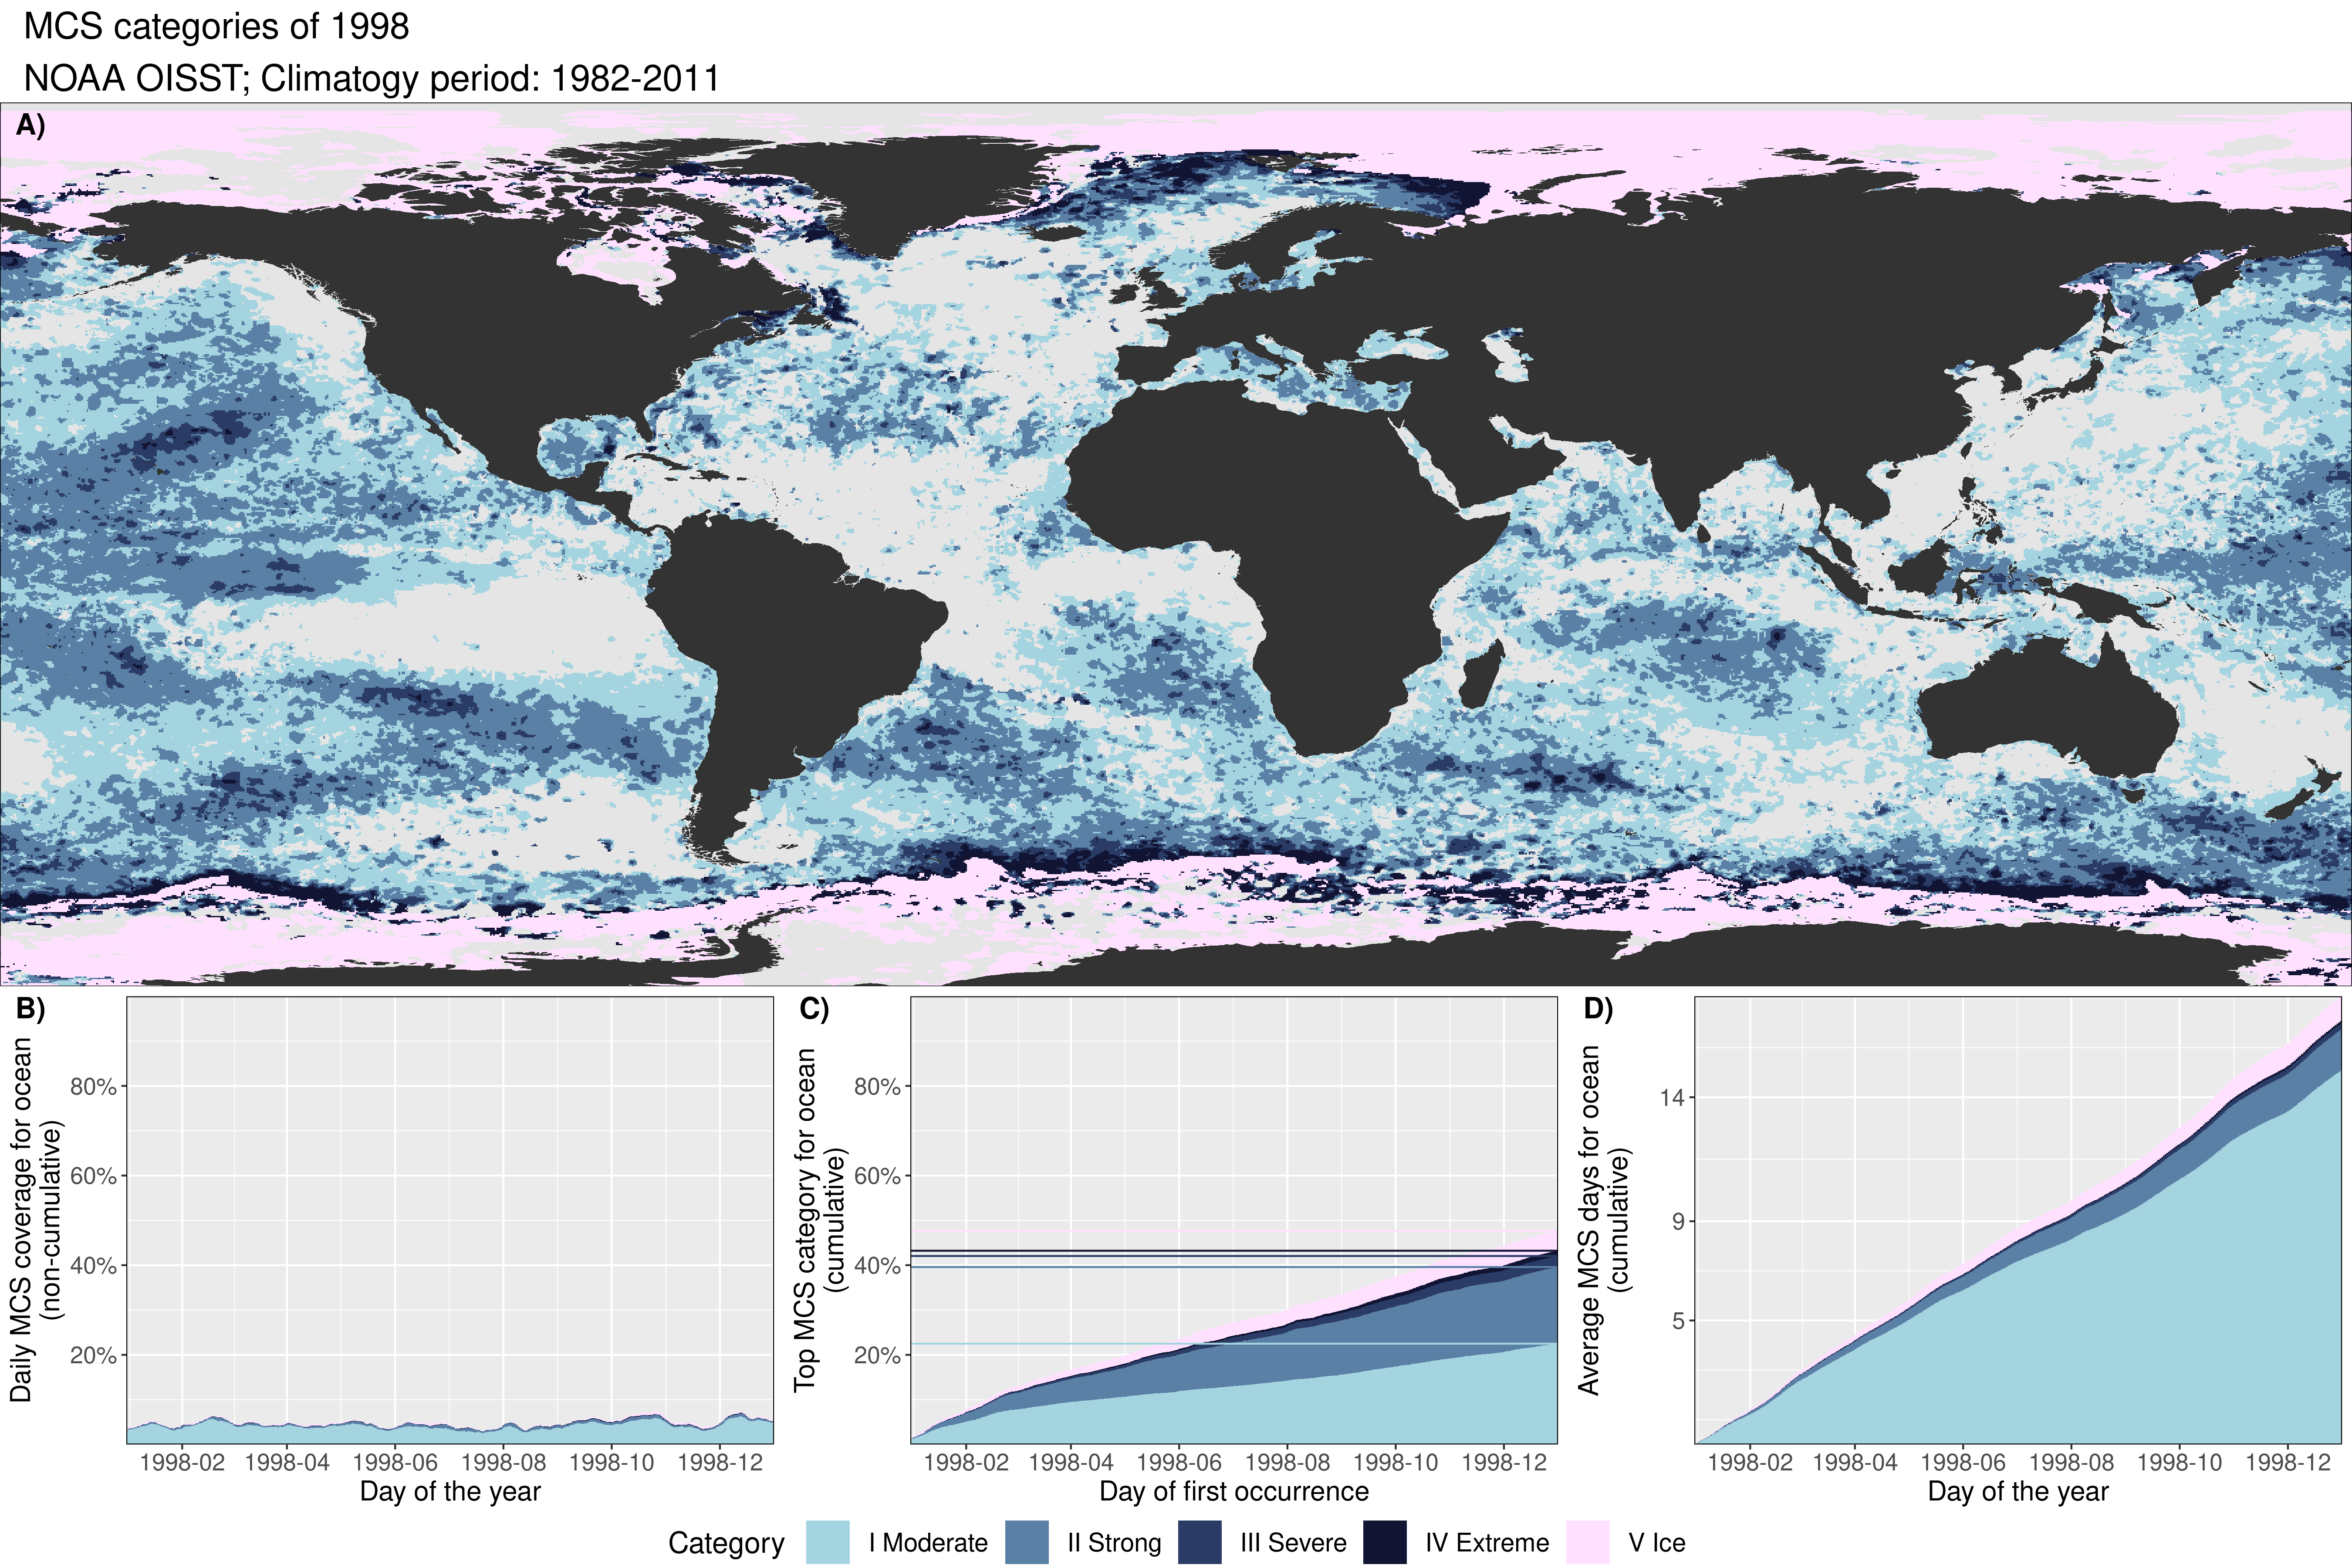 MCS categories of 1998
NOAA OISST; Climatogy period: 1982-2011
A)
B)
Daily MCS coverage for ocean
(non-cumulative)
80%
60%
40%
20%
1998-02 1998-04 1998-06 1998-08 1998-10 1998-12
Day of the year
C)
Top MCS category for ocean
(cumulative)
80%
60%
40%
20%
1998-02 1998-04 1998-06 1998-08 1998-10 1998-12
Day of first occurrence
D)
Average MCS days for ocean
(cumulative)
14
9
5
1998-02 1998-04 1998-06 1998-08 1998-10 1998-12
Day of the year
Category I Moderate II Strong III Severe IV Extreme V Ice